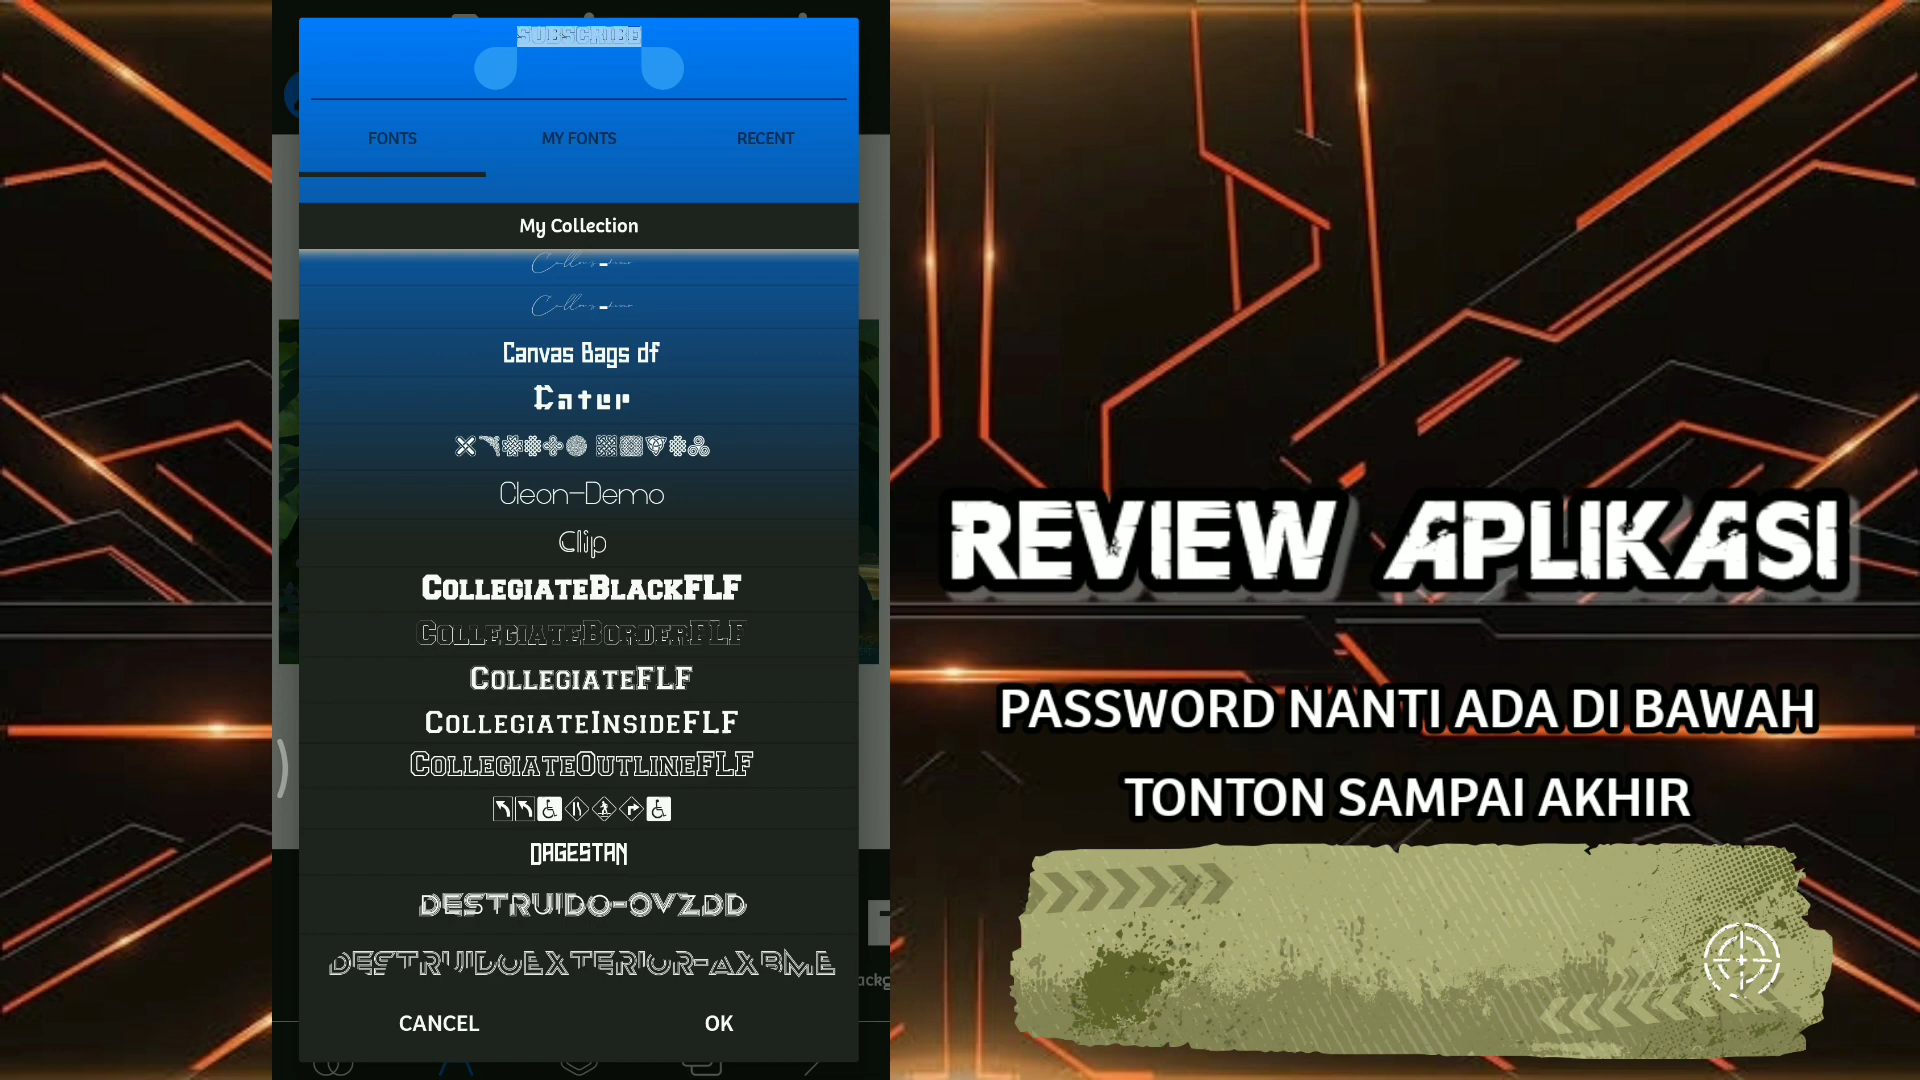 SUBSCRIBE
FONTS
MY FONTS
RECENT
My Collection
Canvas Bags df
Cater
Cleon-Demo
Clip
COLLEGIATEBLACKFLF
COLLEGIATEBORDERFLF
COLLEGIATEFLF
COLLEGIATEINSIDEFLF
COLLEGIATEOUTLINEFLF
DAGESTAN
DESTRUIDO-OVZDD
DESTRUIDOEXTERIOR-AXBME
CANCEL
OK
REVIEW APLIKASI
PASSWORD NANTI ADA DI BAWAH
TONTON SAMPAI AKHIR